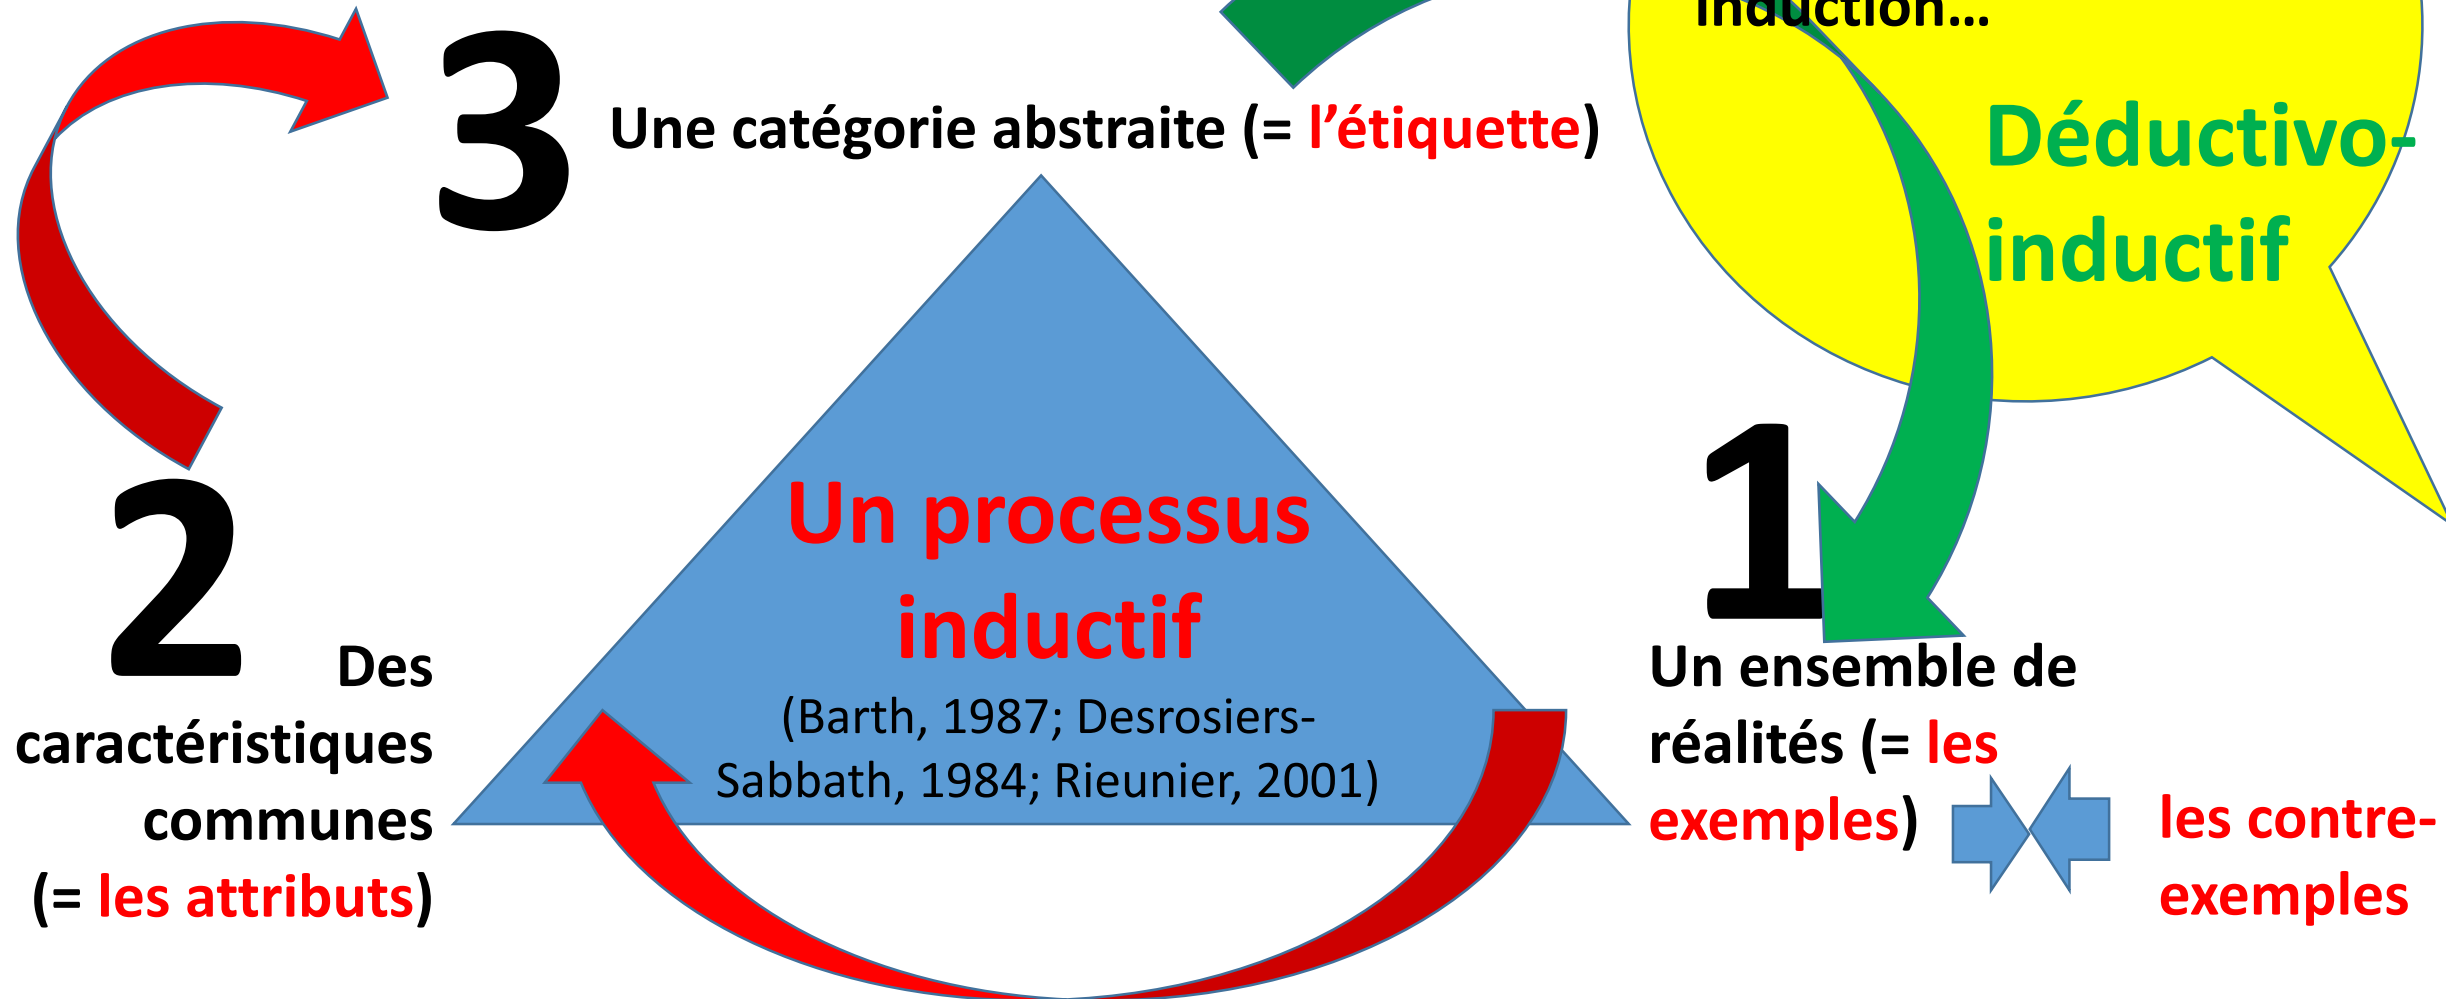 induction…
3
Une catégorie abstraite (= l’étiquette)
Déductivo-
inductif
2
Des
caractéristiques
communes
(= les attributs)
Un processus
inductif
(Barth, 1987; Desrosiers-
Sabbath, 1984; Rieunier, 2001)
1
Un ensemble de
réalités (= les
exemples)
les contre-
exemples